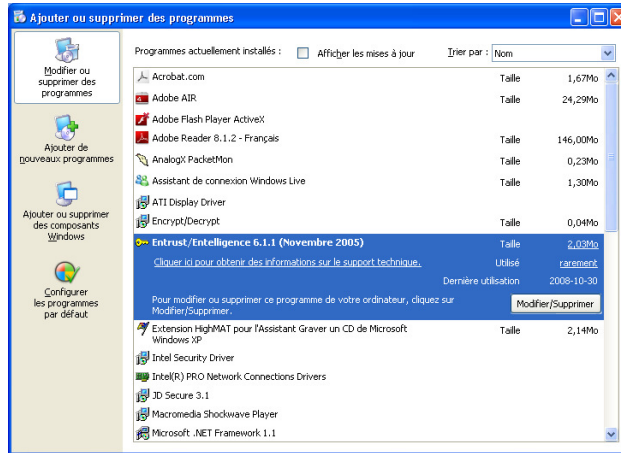 Ajouter ou supprimer des programmes
Modifier ou
supprimer des
programmes
Ajouter de
nouveaux programmes
Ajouter ou supprimer
des composants
Windows
Configurer
les programmes
par défaut
Programmes actuellement installés : Afficher les mises à jour Trier par : Nom
Acrobat.com Taille 1,67Mo
Adobe AIR Taille 24,29Mo
Adobe Flash Player ActiveX
Adobe Reader 8.1.2 - Français Taille 146,00Mo
AnalogX PacketMon Taille 0,23Mo
Assistant de connexion Windows Live Taille 1,30Mo
ATI Display Driver
Encrypt/Decrypt Taille 0,04Mo
Entrust/Entelligence 6.1.1 (Novembre 2005) Taille 2,03Mo
Cliquer ici pour obtenir des informations sur le support technique. Utilisé rarement
Dernière utilisation 2008-10-30
Pour modifier ou supprimer ce programme de votre ordinateur, cliquez sur
Modifier/Supprimer. Modifier/Supprimer
Extension HighMAT pour l'Assistant Graver un CD de Microsoft Taille 2,14Mo
Windows XP
Intel Security Driver
Intel(R) PRO Network Connections Drivers
JD Secure 3.1
Macromedia Shockwave Player
Microsoft .NET Framework 1.1